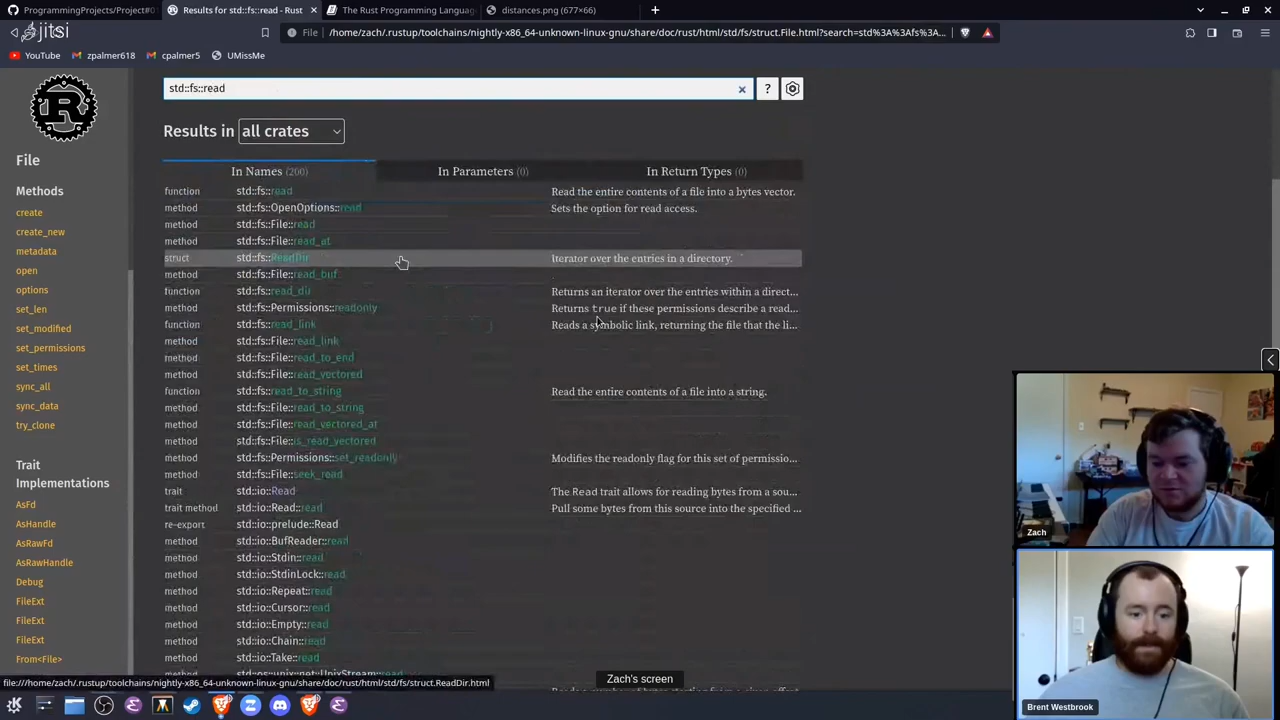 ProgrammingProjects/Project#01
Results for std::fs::read - Rust
The Rust Programming Languag
distances.png (677×66)
jitsi
File
/home/zach/.rustup/toolchains/nightly-x86_64-unknown-linux-gnu/share/doc/rust/html/std/fs/struct.File.html?search=std%3A%3Afs%3A...
YouTube
zpalmer618
cpalmer5
UMissMe
std::fs::read
?
Results in all crates
In Names (200)
In Parameters (0)
In Return Types (0)
function std::fs::read Read the entire contents of a file into a bytes vector.
method std::fs::OpenOptions::read Sets the option for read access.
method std::fs::File::read
method std::fs::File::read_at
struct std::fs::ReadDir Iterator over the entries in a directory.
method std::fs::File::read_buf
function std::fs::read_dir Returns an iterator over the entries within a direct...
method std::fs::Permissions::readonly Returns true if these permissions describe a read...
function std::fs::read_link Reads a symbolic link, returning the file that the li...
method std::fs::File::read_link
method std::fs::File::read_to_end
method std::fs::File::read_vectored
function std::fs::read_to_string Read the entire contents of a file into a string.
method std::fs::File::read_to_string
method std::fs::File::read_vectored_at
method std::fs::File::is_read_vectored
method std::fs::Permissions::set_readonly Modifies the readonly flag for this set of permissio...
method std::fs::File::seek_read
trait std::io::Read The Read trait allows for reading bytes from a sou...
trait method std::io::Read::read Pull some bytes from this source into the specified ...
re-export std::io::prelude::Read
method std::io::BufReader::read
method std::io::Stdin::read
method std::io::StdinLock::read
method std::io::Repeat::read
method std::io::Cursor::read
method std::io::Empty::read
method std::io::Chain::read
method std::io::Take::read
method std::os::unix::net::UnixStream::read
File
Methods
create
create_new
metadata
open
options
set_len
set_modified
set_permissions
set_times
sync_all
sync_data
try_clone
Trait
Implementations
AsFd
AsHandle
AsRawFd
AsRawHandle
Debug
FileExt
FileExt
FileExt
From<File>
file:///home/zach/.rustup/toolchains/nightly-x86_64-unknown-linux-gnu/share/doc/rust/html/std/fs/struct.ReadDir.html
Zach's screen
Zach
Brent Westbrook